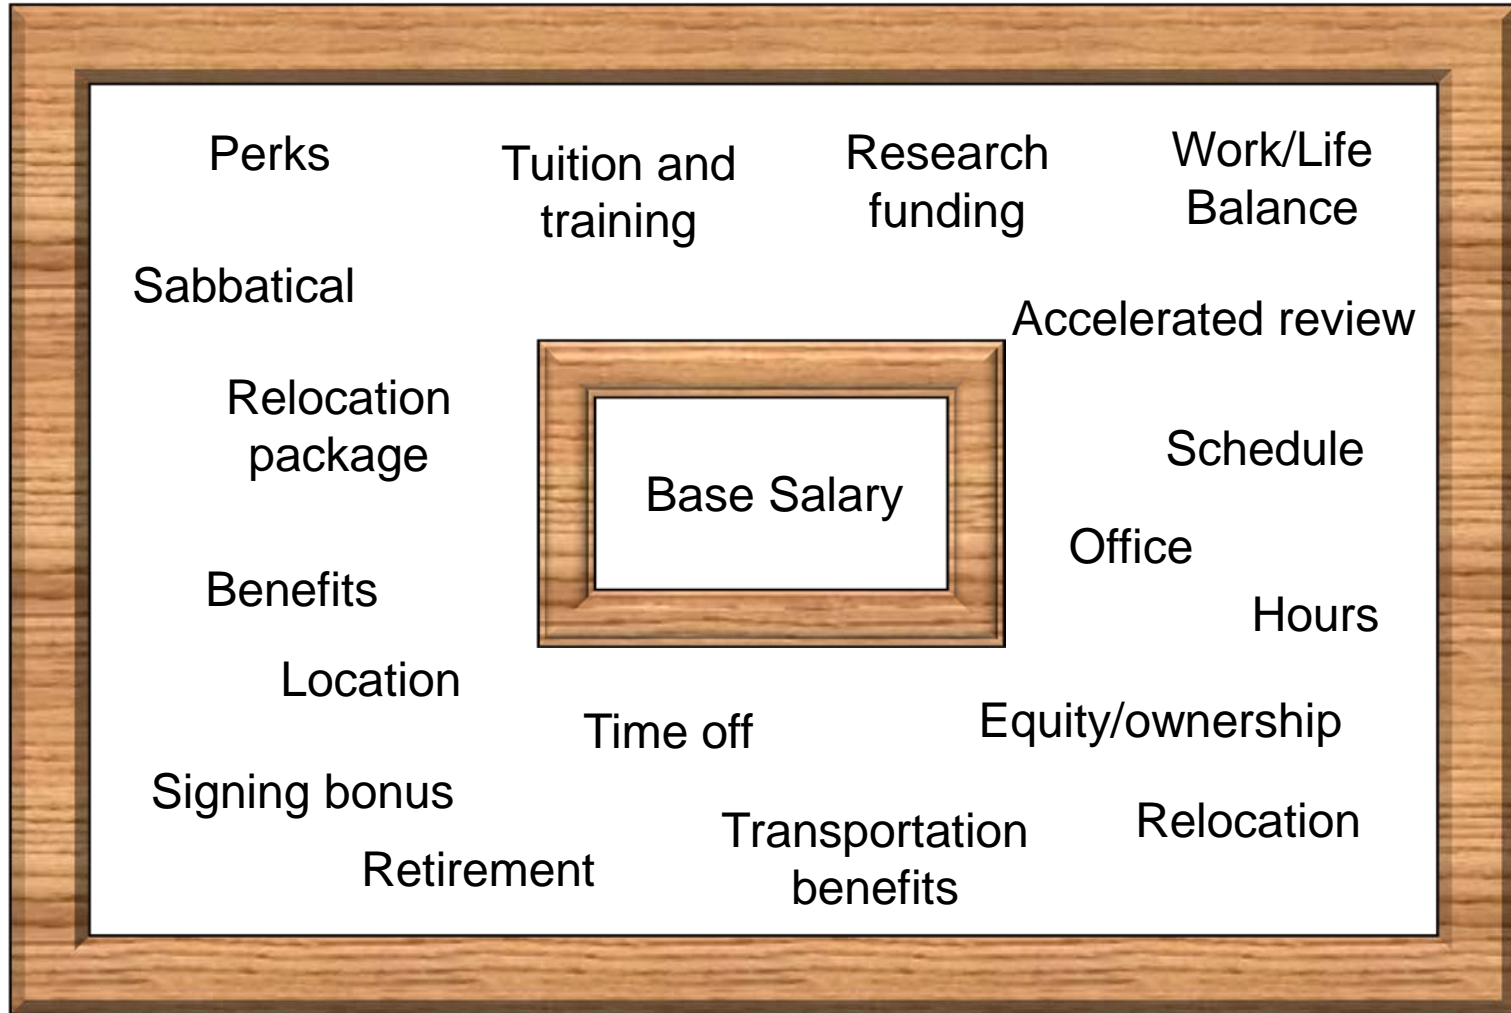 Perks
Tuition and
training
Research
funding
Work/Life
Balance
Sabbatical
Accelerated review
Relocation
package
Schedule
Base Salary
Office
Benefits
Hours
Location
Time off
Equity/ownership
Signing bonus
Transportation
benefits
Relocation
Retirement